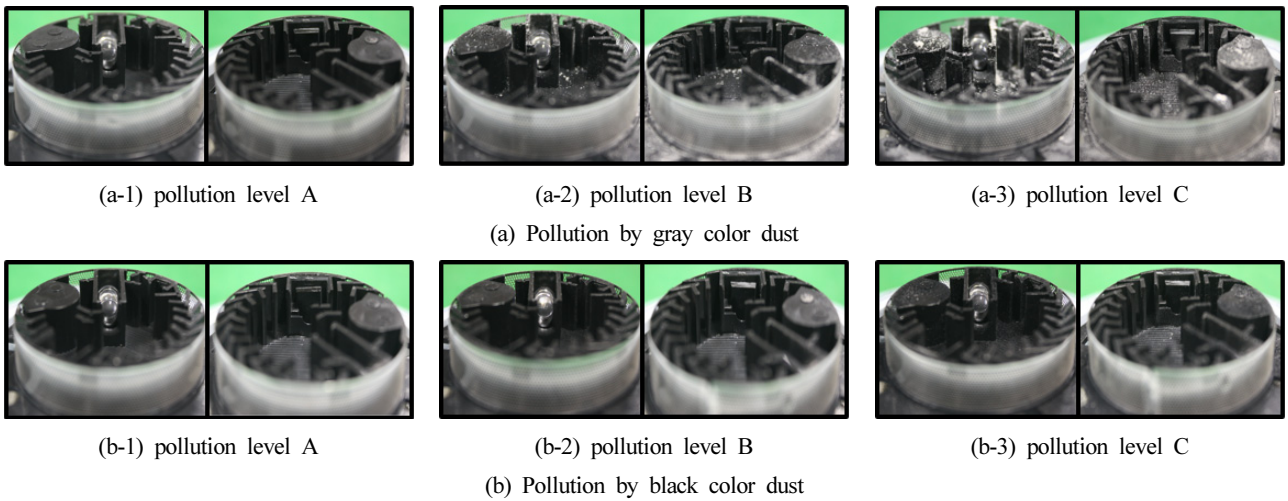 (a-1) pollution level A
(a-2) pollution level B
(a-3) pollution level C
(a) Pollution by gray color dust
(b-1) pollution level A
(b-2) pollution level B
(b-3) pollution level C
(b) Pollution by black color dust